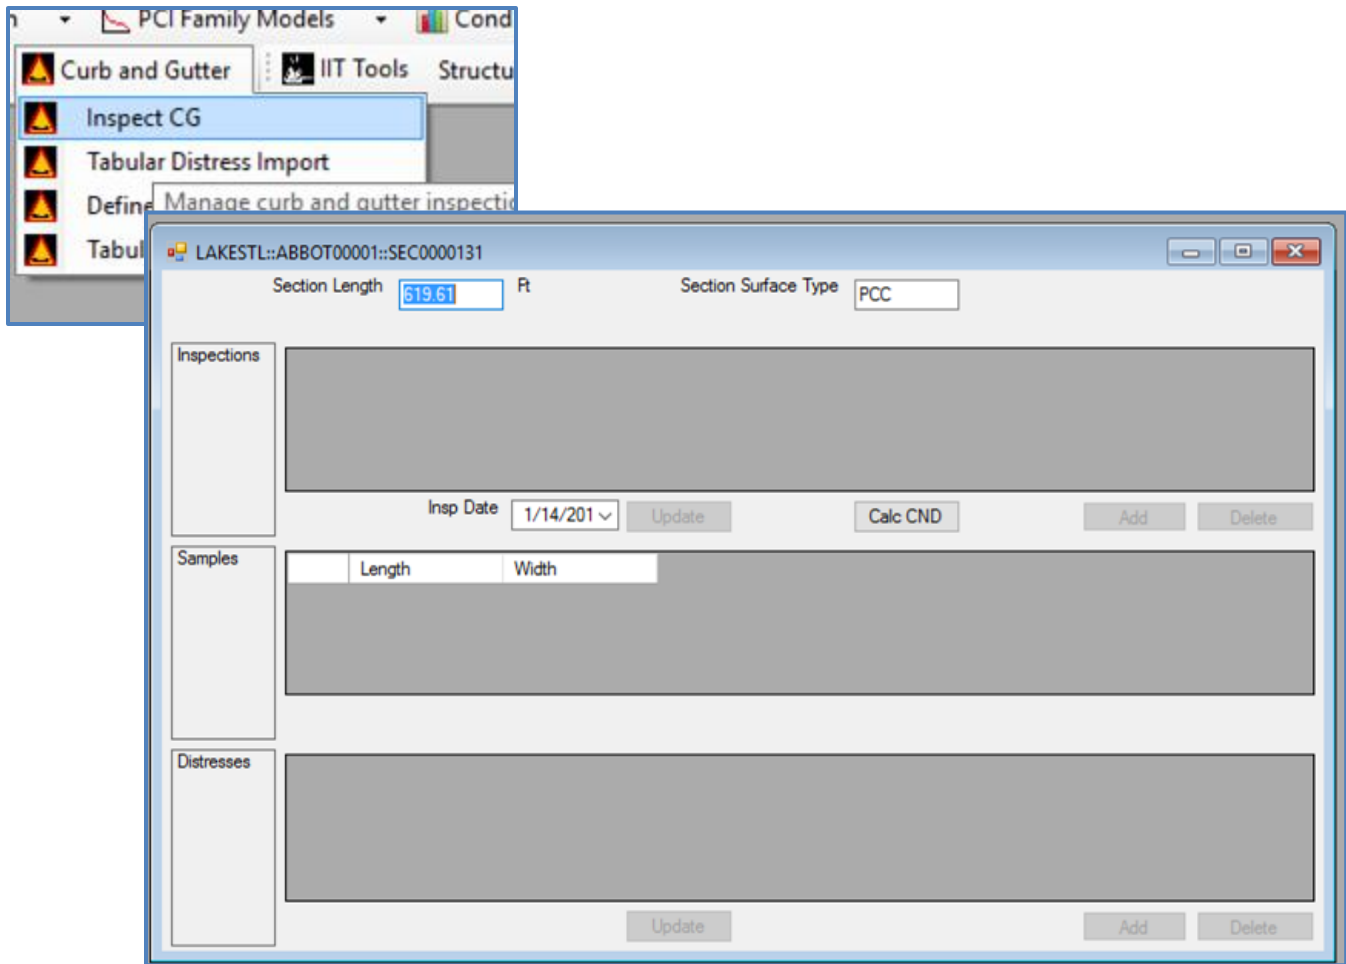 PCI Family Models
Cond
Curb and Gutter
IIT Tools
Structu
Inspect CG
Tabular Distress Import
Define
Manage curb and gutter inspectio
Tabul
LAKESTL::ABBOT00001::SEC0000131
Section Length
619.61
Ft
Section Surface Type
PCC
Inspections
Insp Date
1/14/201
Update
Calc CND
Add
Delete
Samples
Length
Width
Distresses
Update
Add
Delete